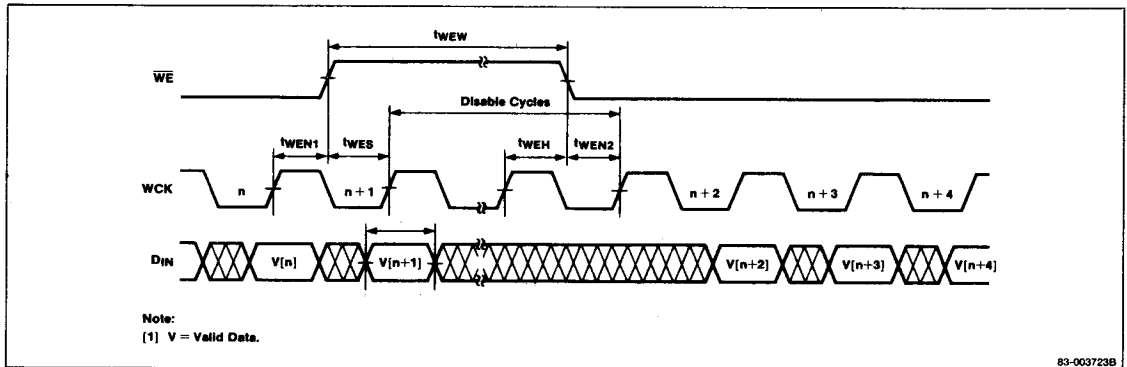 tWEW
WE
Disable Cycles
tWEN1 tWES tWEH tWEN2
WCK n n+1 n+2 n+3 n+4
DIN V[n] V[n+1] V[n+2] V[n+3] V[n+4]
Note:
[1] V = Valid Data.
83-003723B